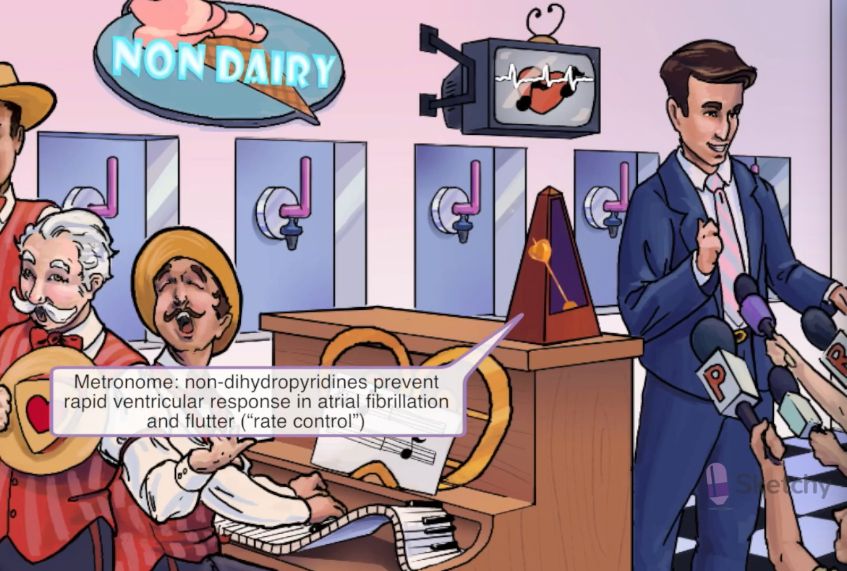 NON DAIRY
Metronome: non-dihydropyridines prevent
rapid ventricular response in atrial fibrillation
and flutter (“rate control”)
P
P
Sketchy